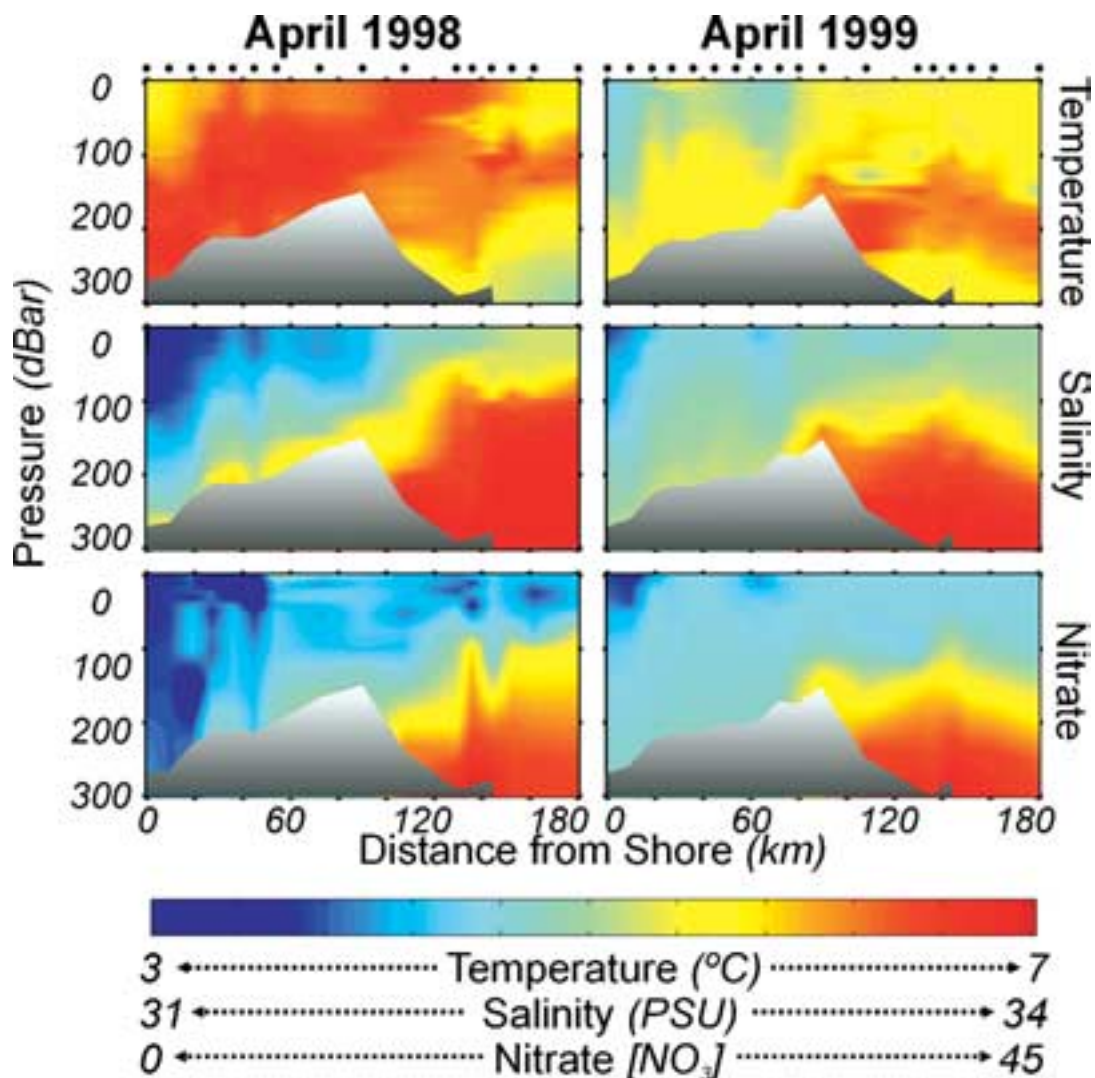 April 1998 April 1999
0
100
200
300
Temperature
Pressure (dBar)
0
100
200
300
Salinity
0
100
200
300
Nitrate
0 60 120 180 0 60 120 180
Distance from Shore (km)
3 Temperature (ºC) 7
31 Salinity (PSU) 34
0 Nitrate [NO3] 45